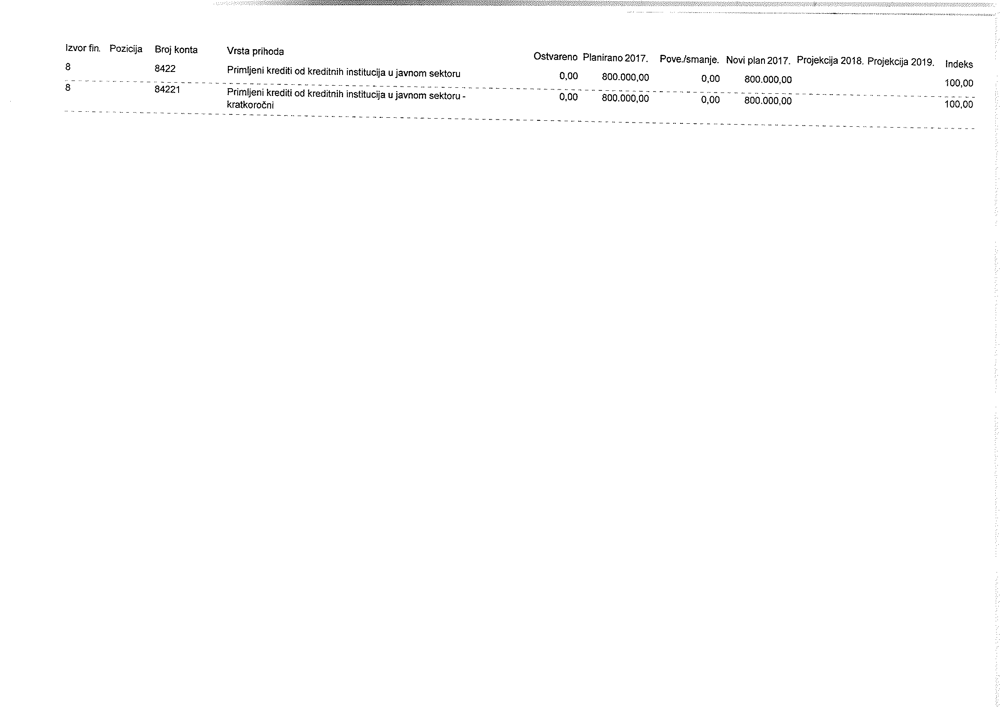 Izvor fin. Pozicija Broj konta Vrsta prihoda Ostvareno Planirano 2017. Pove./smanje. Novi plan 2017. Projekcija 2018. Projekcija 2019. Indeks
8 8422 Primljeni krediti od kreditnih institucija u javnom sektoru 0,00 800.000,00 0,00 800.000,00 100,00
8 84221 Primljeni krediti od kreditnih institucija u javnom sektoru - 0,00 800.000,00 0,00 800.000,00 100,00
kratkoročni